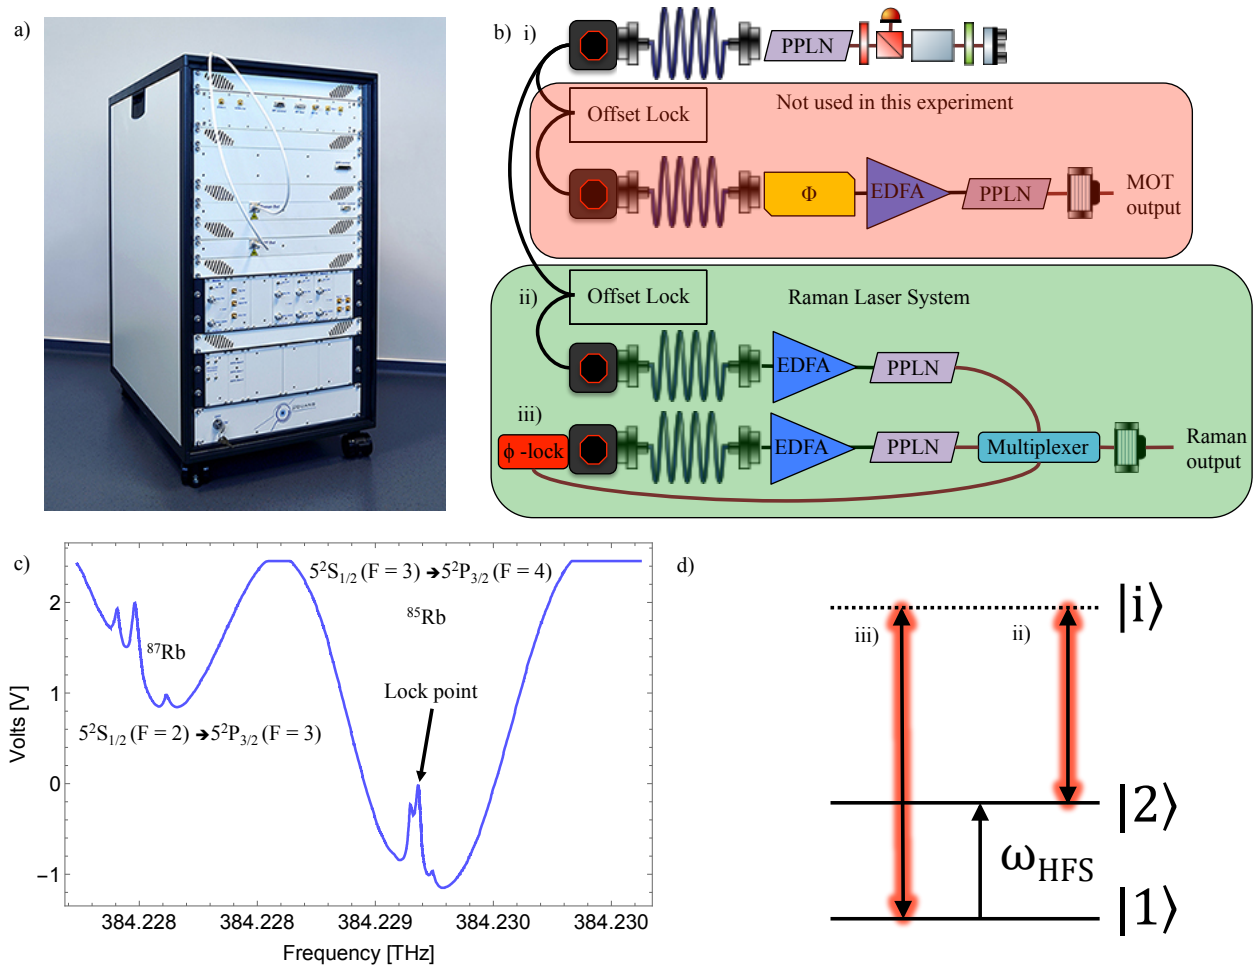 a)
b) i)
PPLN
Offset Lock
Not used in this experiment
Φ
EDFA
PPLN
MOT
output
ii)
Offset Lock
Raman Laser System
EDFA
PPLN
iii)
ϕ -lock
EDFA
PPLN
Multiplexer
Raman
output
c)
5²S₁/₂ (F = 3) ➔5²P₃/₂ (F = 4)
⁸⁵Rb
⁸⁷Rb
Lock point
5²S₁/₂ (F = 2) ➔5²P₃/₂ (F = 3)
Volts [V]
2
1
0
−1
384.228 384.228 384.229 384.230 384.230
Frequency [THz]
d)
|i⟩
iii)
ii)
|2⟩
ωHFS
|1⟩